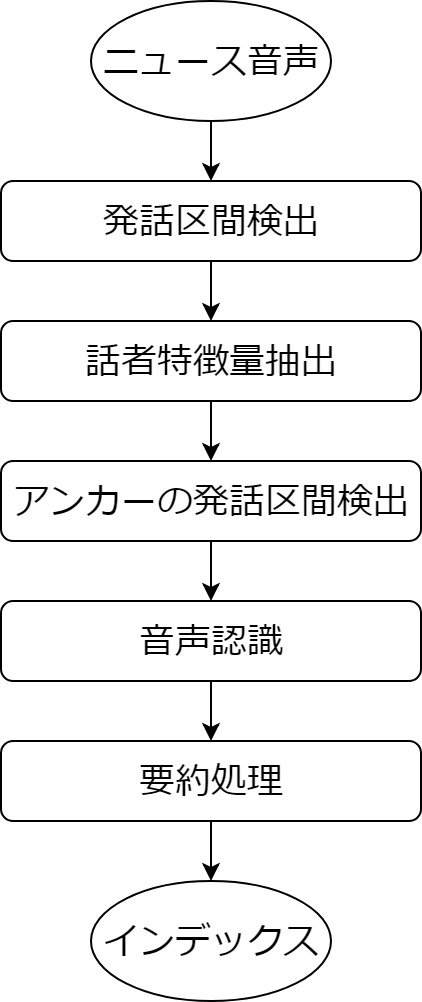 ニュース音声
発話区間検出
話者特徴量抽出
アンカーの発話区間検出
音声認識
要約処理
インデックス